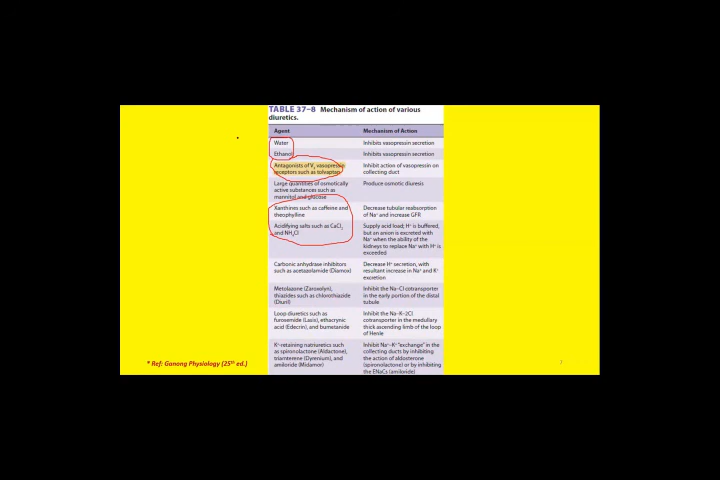 TABLE 37–8 Mechanism of action of various
diuretics.
Agent Mechanism of Action
Water Inhibits vasopressin secretion
Ethanol Inhibits vasopressin secretion
Antagonists of V₂ vasopressin Inhibit action of vasopressin on
receptors such as tolvaptan collecting duct
Large quantities of osmotically Produce osmotic diuresis
active substances such as
mannitol and glucose
Xanthines such as caffeine and Decrease tubular reabsorption
theophylline of Na⁺ and increase GFR
Acidifying salts such as CaCl₂ Supply acid load; H⁺ is buffered,
and NH₄Cl but an anion is excreted with
Na⁺ when the ability of the
kidneys to replace Na⁺ with H⁺ is
exceeded
Carbonic anhydrase inhibitors Decrease H⁺ secretion, with
such as acetazolamide (Diamox) resultant increase in Na⁺ and K⁺
excretion
Metolazone (Zaroxolyn), Inhibit the Na–Cl cotransporter
thiazides such as chlorothiazide in the early portion of the distal
(Diuril) tubule
Loop diuretics such as Inhibit the Na–K–2Cl
furosemide (Lasix), ethacrynic cotransporter in the medullary
acid (Edecrin), and bumetanide thick ascending limb of the loop
of Henle
K⁺-retaining natriuretics such Inhibit Na⁺–K⁺ "exchange" in the
as spironolactone (Aldactone), collecting ducts by inhibiting
triamterene (Dyrenium), and the action of aldosterone
amiloride (Midamor) (spironolactone) or by inhibiting
the ENaCs (amiloride)
* Ref: Ganong Physiology (25th ed.)
7